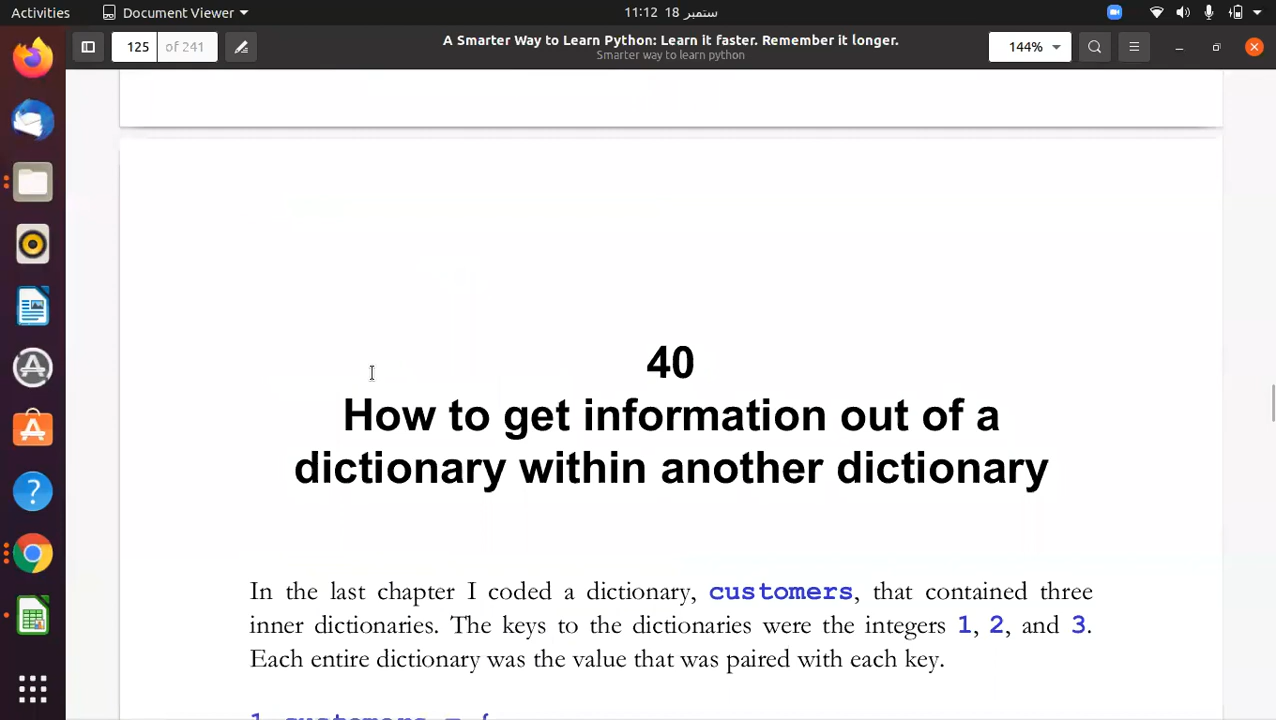 Activities
Document Viewer
11:12 18 ستمبر
125 of 241
A Smarter Way to Learn Python: Learn it faster. Remember it longer.
Smarter way to learn python
144%
40
How to get information out of a
dictionary within another dictionary
In the last chapter I coded a dictionary, customers, that contained three
inner dictionaries. The keys to the dictionaries were the integers 1, 2, and 3.
Each entire dictionary was the value that was paired with each key.
1 customers = {